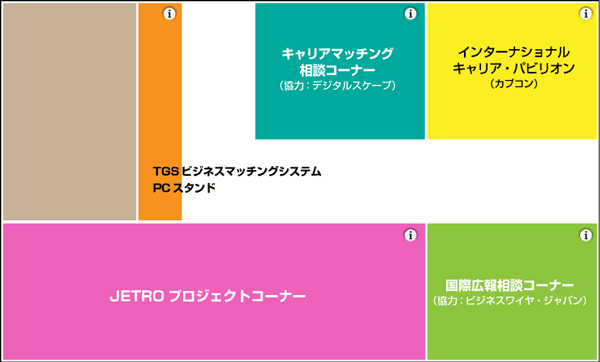 キャリアマッチング
相談コーナー
（協力：デジタルスケープ）
インターナショナル
キャリア・パビリオン
（カプコン）
TGS ビジネスマッチングシステム
PC スタンド
JETRO プロジェクトコーナー
国際広報相談コーナー
（協力：ビジネスワイヤ・ジャパン）